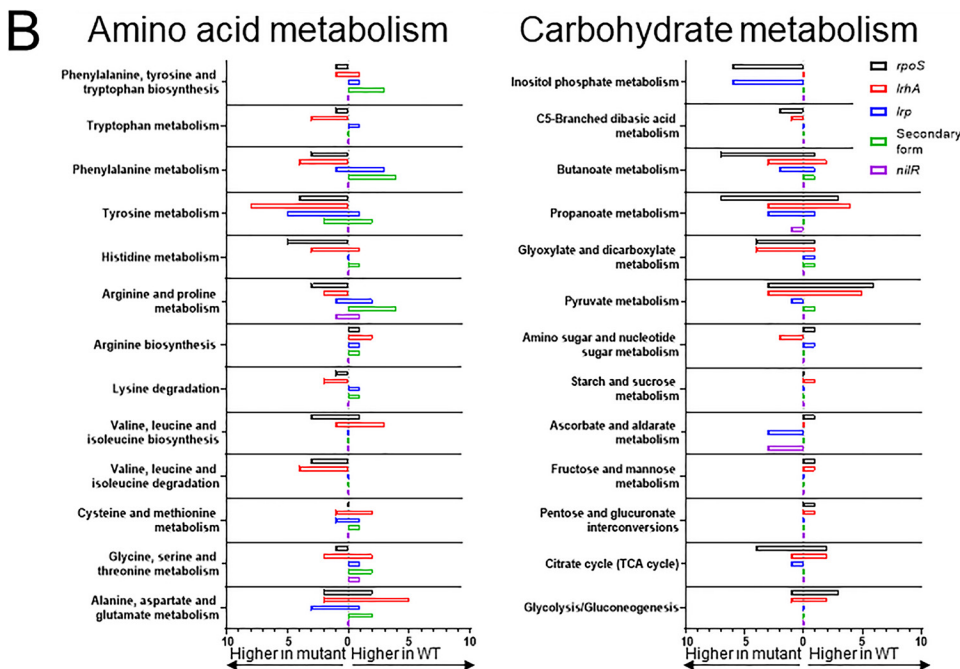 B
Amino acid metabolism
Phenylalanine, tyrosine and
tryptophan biosynthesis
Tryptophan metabolism
Phenylalanine metabolism
Tyrosine metabolism
Histidine metabolism
Arginine and proline
metabolism
Arginine biosynthesis
Lysine degradation
Valine, leucine and
isoleucine biosynthesis
Valine, leucine and
isoleucine degradation
Cysteine and methionine
metabolism
Glycine, serine and
threonine metabolism
Alanine, aspartate and
glutamate metabolism
10 5 0 5 10
Higher in mutant Higher in WT
Carbohydrate metabolism
Inositol phosphate metabolism
C5-Branched dibasic acid
metabolism
Butanoate metabolism
Propanoate metabolism
Glyoxylate and dicarboxylate
metabolism
Pyruvate metabolism
Amino sugar and nucleotide
sugar metabolism
Starch and sucrose
metabolism
Ascorbate and aldarate
metabolism
Fructose and mannose
metabolism
Pentose and glucuronate
interconversions
Citrate cycle (TCA cycle)
Glycolysis/Gluconeogenesis
10 5 0 5 10
Higher in mutant Higher in WT
rpoS
lrhA
lrp
Secondary
form
nilR